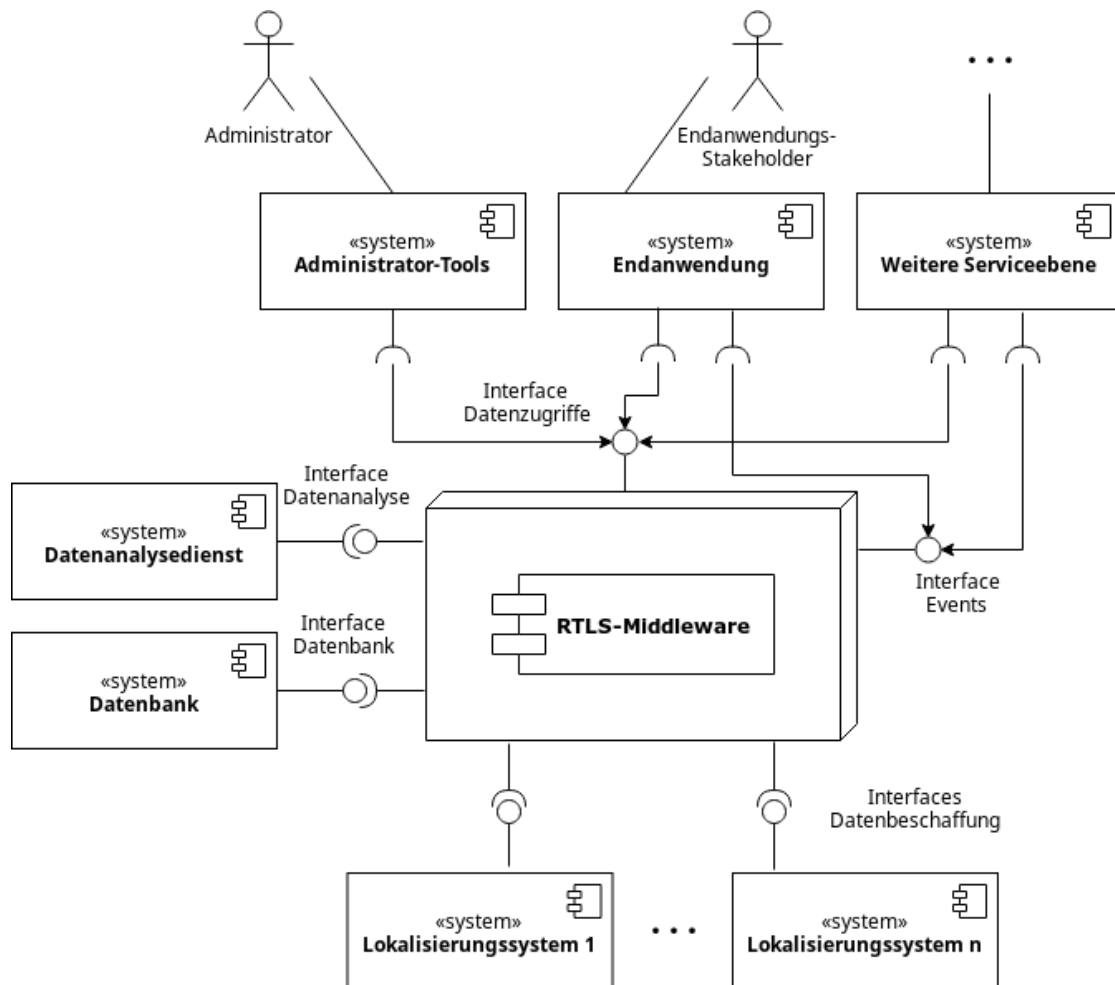 Administrator
Endanwendungs-
Stakeholder
• • •
«system»
Administrator-Tools
«system»
Endanwendung
«system»
Weitere Serviceebene
Interface
Datenzugriffe
Interface
Datenanalyse
«system»
Datenanalysedienst
Interface
Events
RTLS-Middleware
Interface
Datenbank
«system»
Datenbank
Interfaces
Datenbeschaffung
«system»
Lokalisierungssystem 1
• • •
«system»
Lokalisierungssystem n